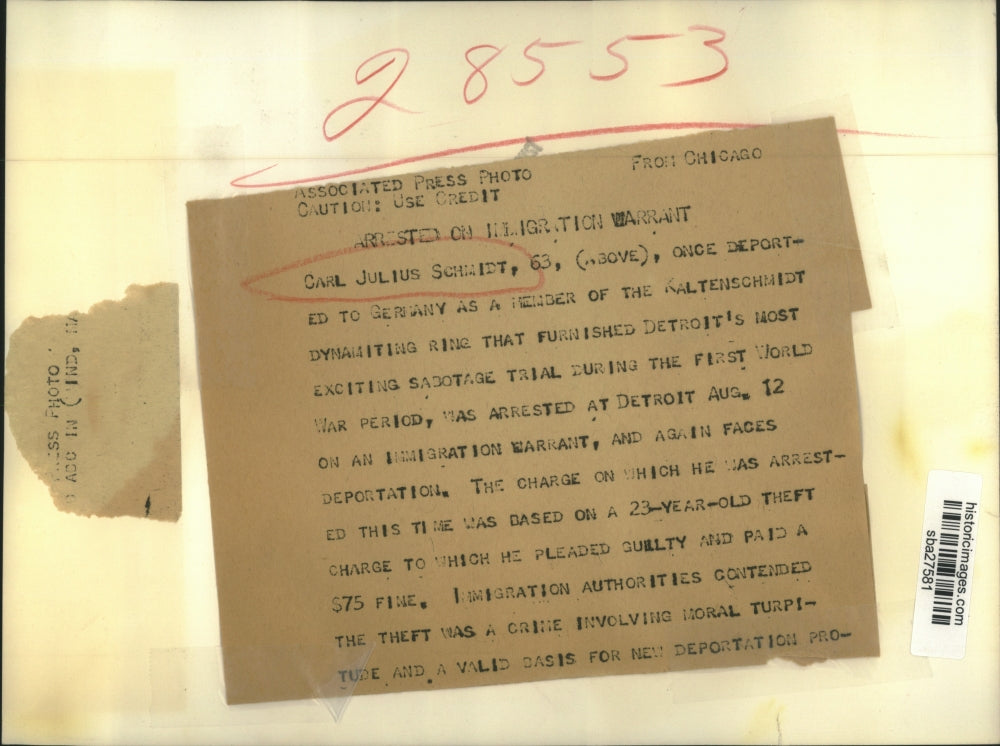 28553
ASSOCIATED PRESS PHOTO FROM CHICAGO
CAUTION: USE CREDIT
ARRESTED ON IMMIGRATION WARRANT
CARL JULIUS SCHMIDT, 63, (ABOVE), ONCE DEPORT-
ED TO GERMANY AS A MEMBER OF THE KALTENSCHMIDT
DYNAMITING RING THAT FURNISHED DETROIT'S MOST
EXCITING SABOTAGE TRIAL DURING THE FIRST WORLD
WAR PERIOD, WAS ARRESTED AT DETROIT AUG. 12
ON AN IMMIGRATION WARRANT, AND AGAIN FACES
DEPORTATION. THE CHARGE ON WHICH HE WAS ARREST-
ED THIS TIME WAS BASED ON A 23-YEAR-OLD THEFT
CHARGE TO WHICH HE PLEADED GUILLTY AND PAID A
$75 FINE. IMMIGRATION AUTHORITIES CONTENDED
THE THEFT WAS A CRIME INVOLVING MORAL TURPI-
TUDE AND A VALID BASIS FOR NEW DEPORTATION PRO-
PHOTO
IN
historicimages.com
sba27581